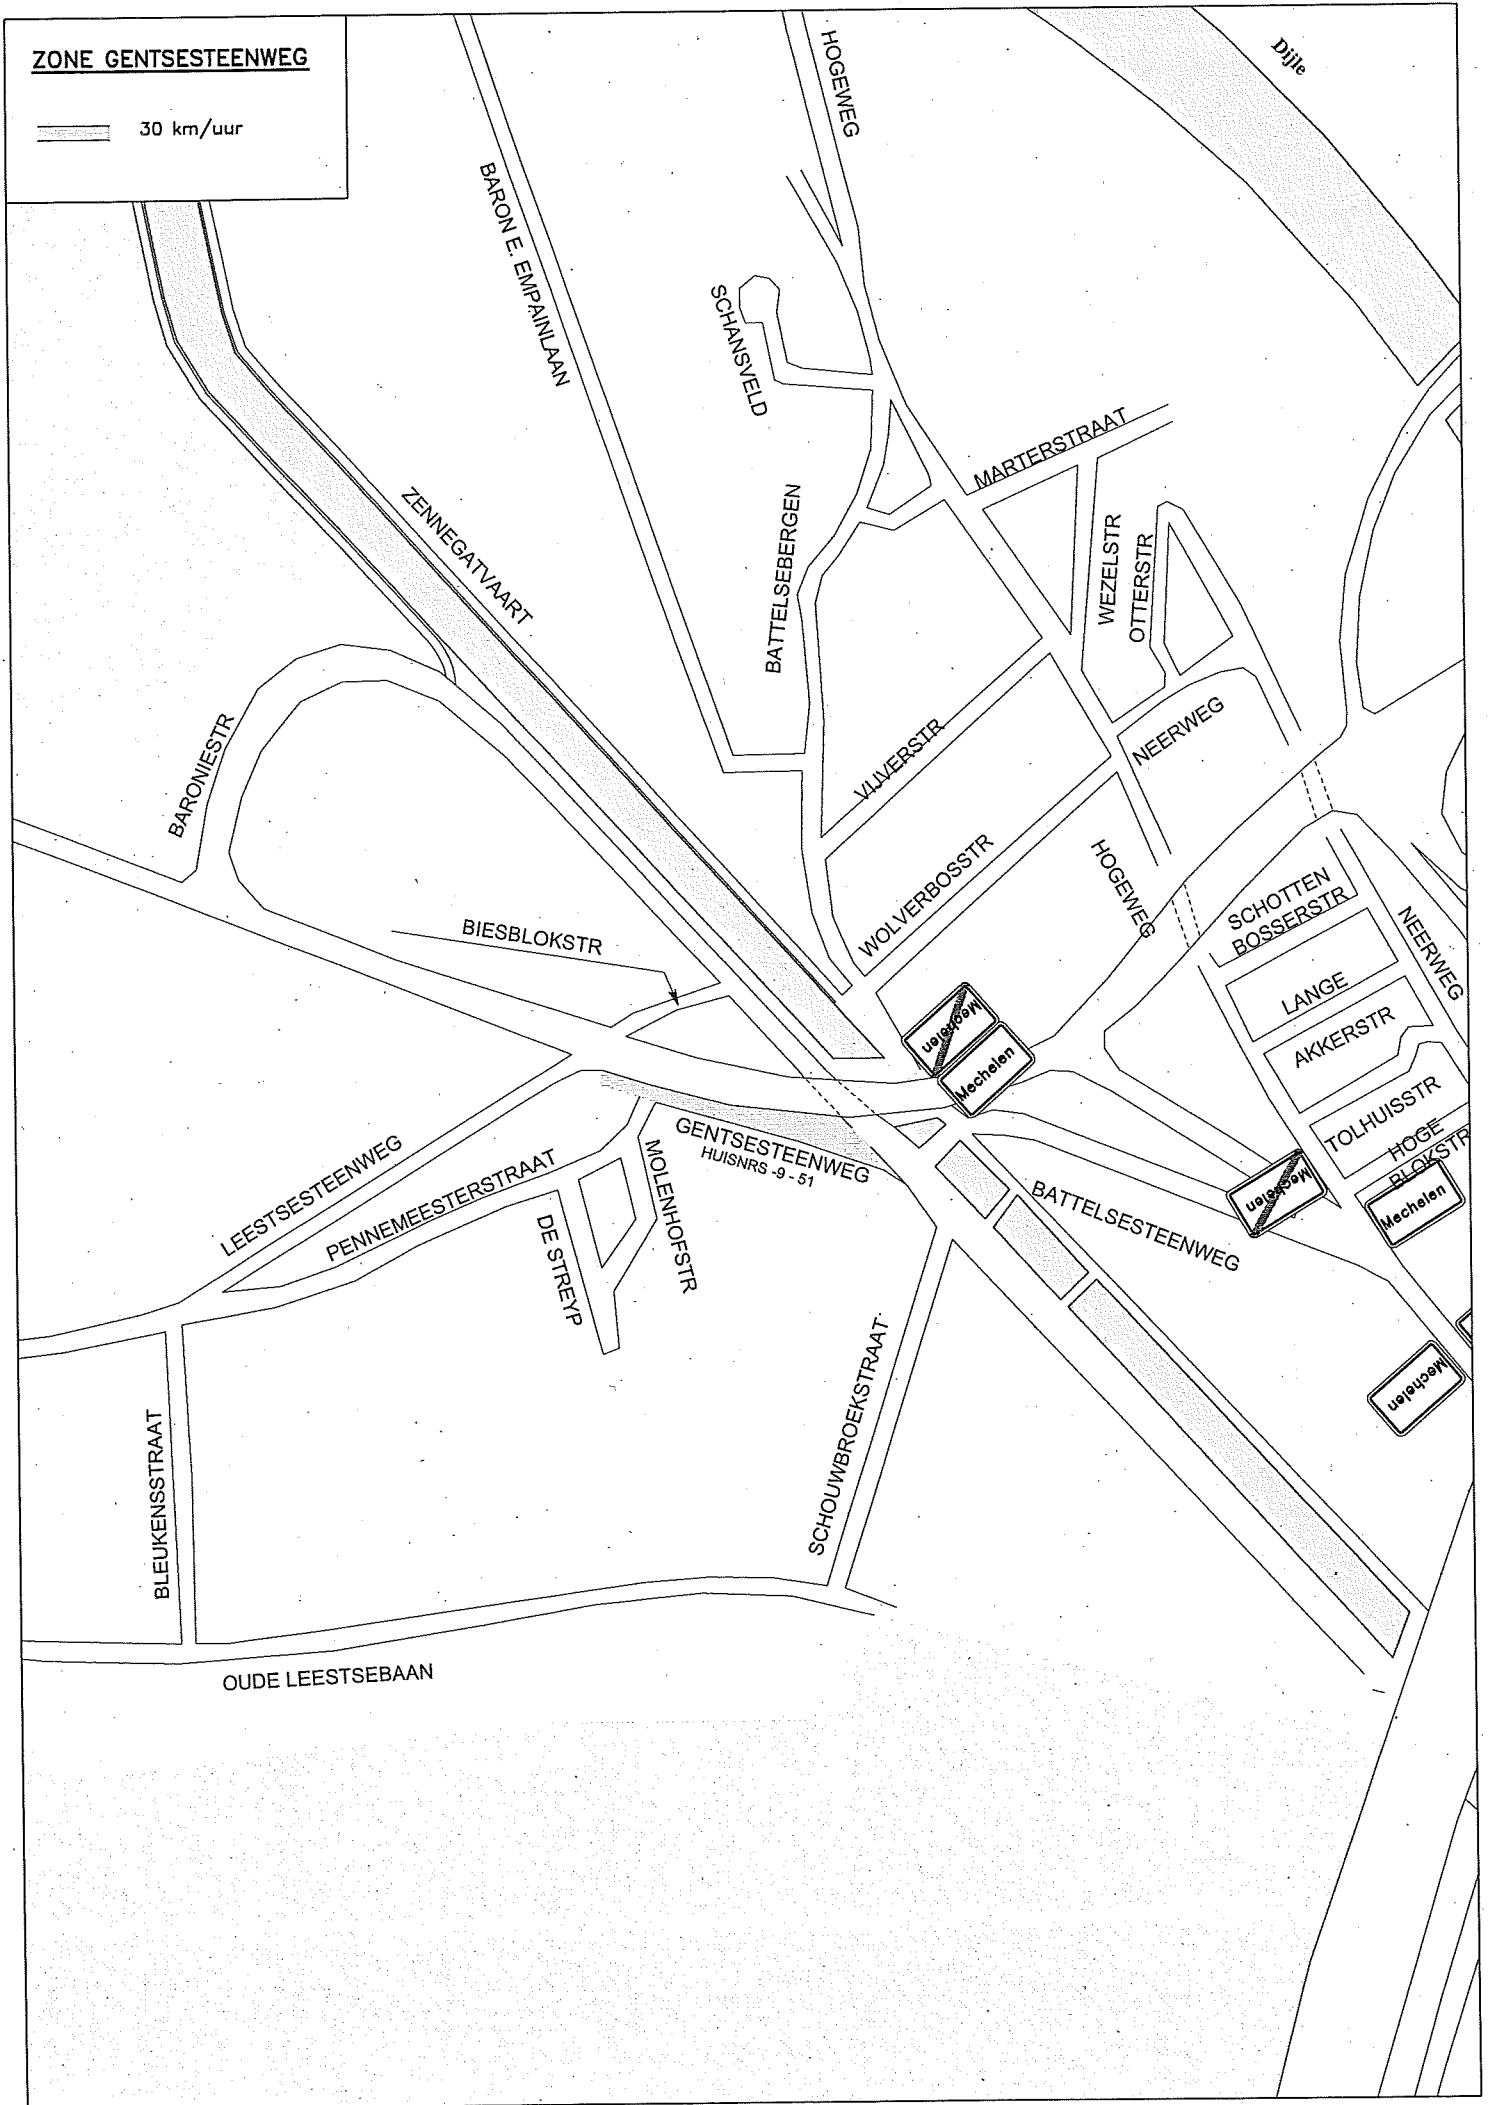 ZONE GENTSESTEENWEG
30 km/uur
HOGEWEG
Dijle
BARON E. EMPAINLAAN
SCHANSVELD
MARTERSTRAAT
ZENNEGATVAART
BATTELSEBERGEN
WEZELSTR
OTTERSTR
BARONIESTR
VIJVERSTR
NEERWEG
WOLVERBOSSTR
HOGEWEG
SCHOTTEN
BOSSERSTR
NEERWEG
BIESBLOKSTR
LANGE
AKKERSTR
Mechelen
Mechelen
TOLHUISSTR
HOGE
BLOKSTR
GENTSESTEENWEG
HUISNRS -9 - 51
LEESTSESTEENWEG
PENNEMEESTERSTRAAT
MOLENHOFSTR
DE STREYP
BATTELSESTEENWEG
Mechelen
Mechelen
Mechelen
SCHOUWBROEKSTRAAT
BLEUKENSSTRAAT
OUDE LEESTSEBAAN